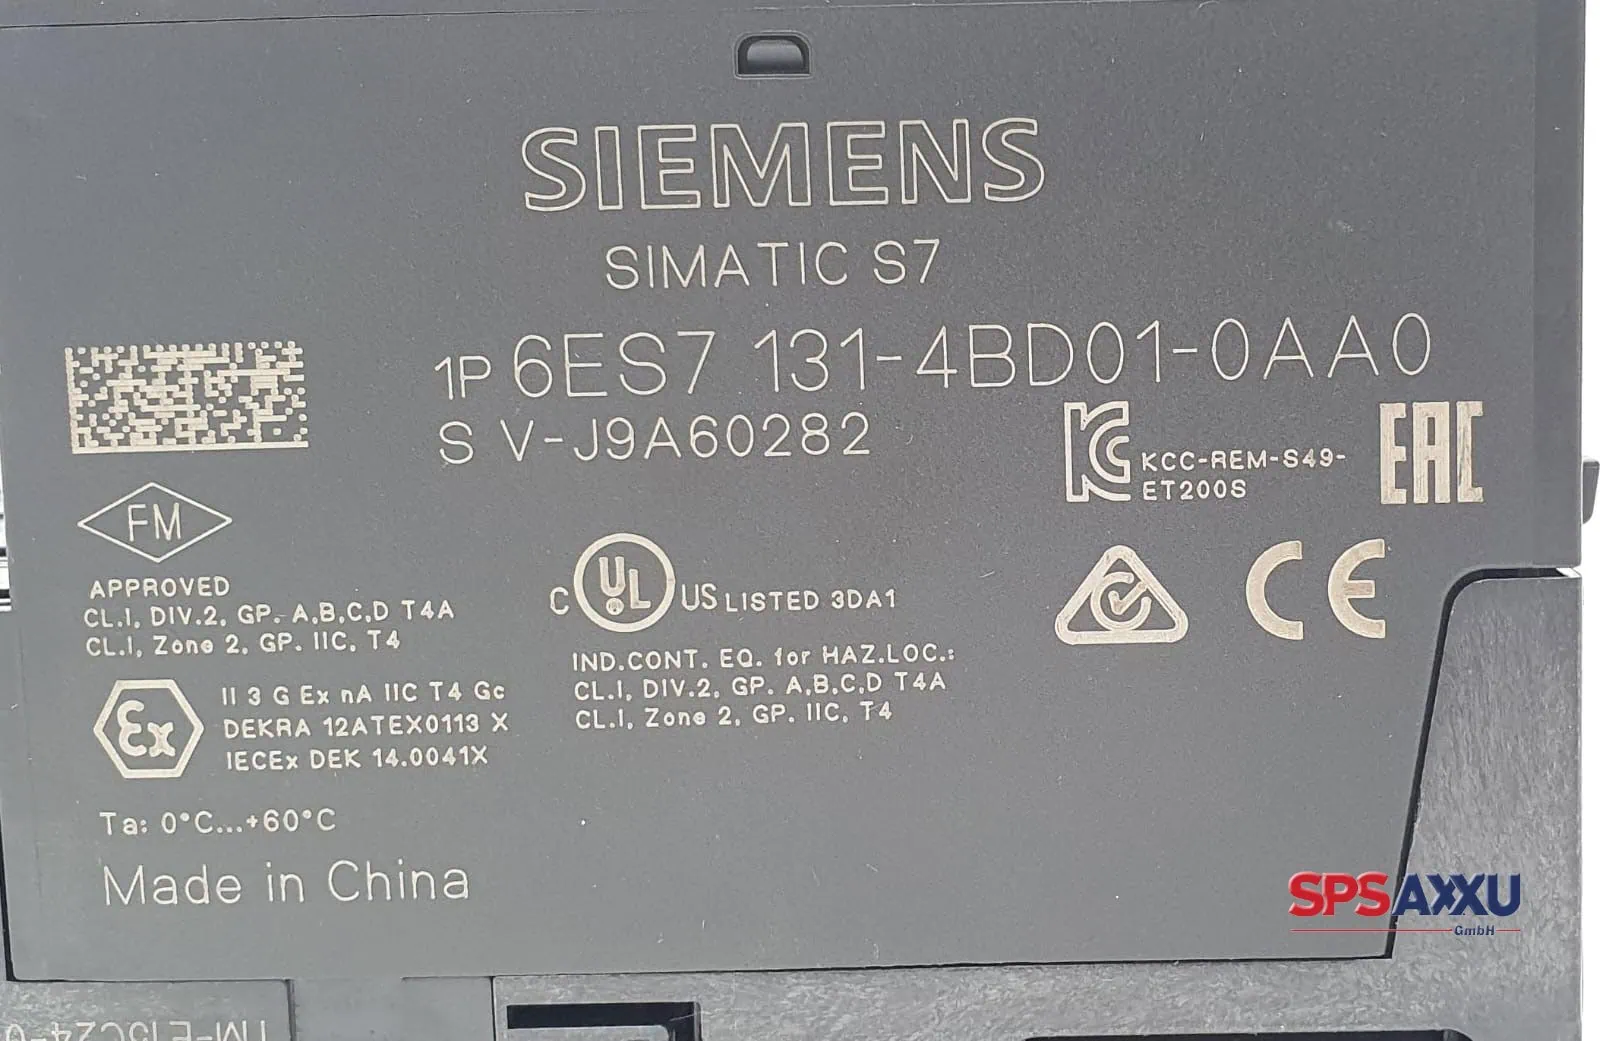 SIEMENS
SIMATIC S7
1P 6ES7 131-4BD01-0AA0
S V-J9A60282
KCC-REM-S49-
ET200S
EAC
FM
APPROVED
CL.I, DIV.2, GP. A,B,C,D T4A
CL.I, Zone 2, GP. IIC, T4
C UL US LISTED 3DA1
CE
IND.CONT. EQ. for HAZ.LOC.:
CL.I, DIV.2, GP. A,B,C,D T4A
CL.I, Zone 2, GP. IIC, T4
Ex
II 3 G Ex nA IIC T4 Gc
DEKRA 12ATEX0113 X
IECEx DEK 14.0041X
Ta: 0°C...+60°C
Made in China
SPSAXXU
GmbH